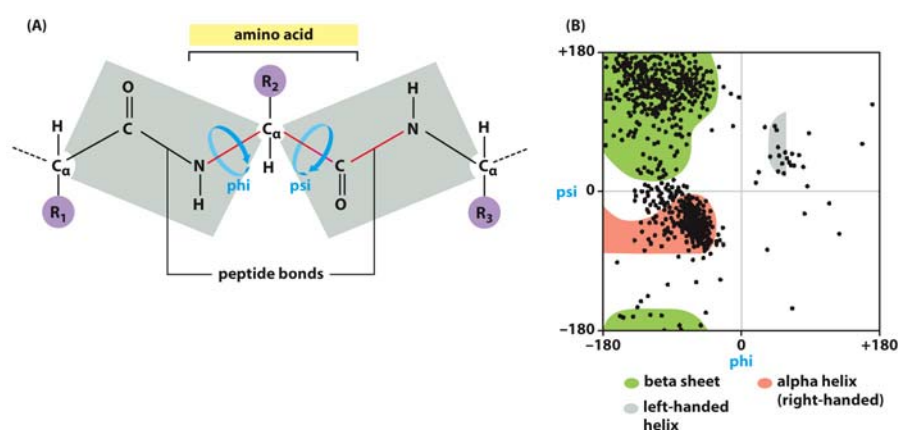 (A)
amino acid
R2
O
H
H
C
N
Cα
H
H
Cα
N
C
Cα
phi
psi
H
O
R1
R3
peptide bonds
(B)
+180
psi
0
–180
–180
0
+180
phi
beta sheet
alpha helix
(right-handed)
left-handed
helix